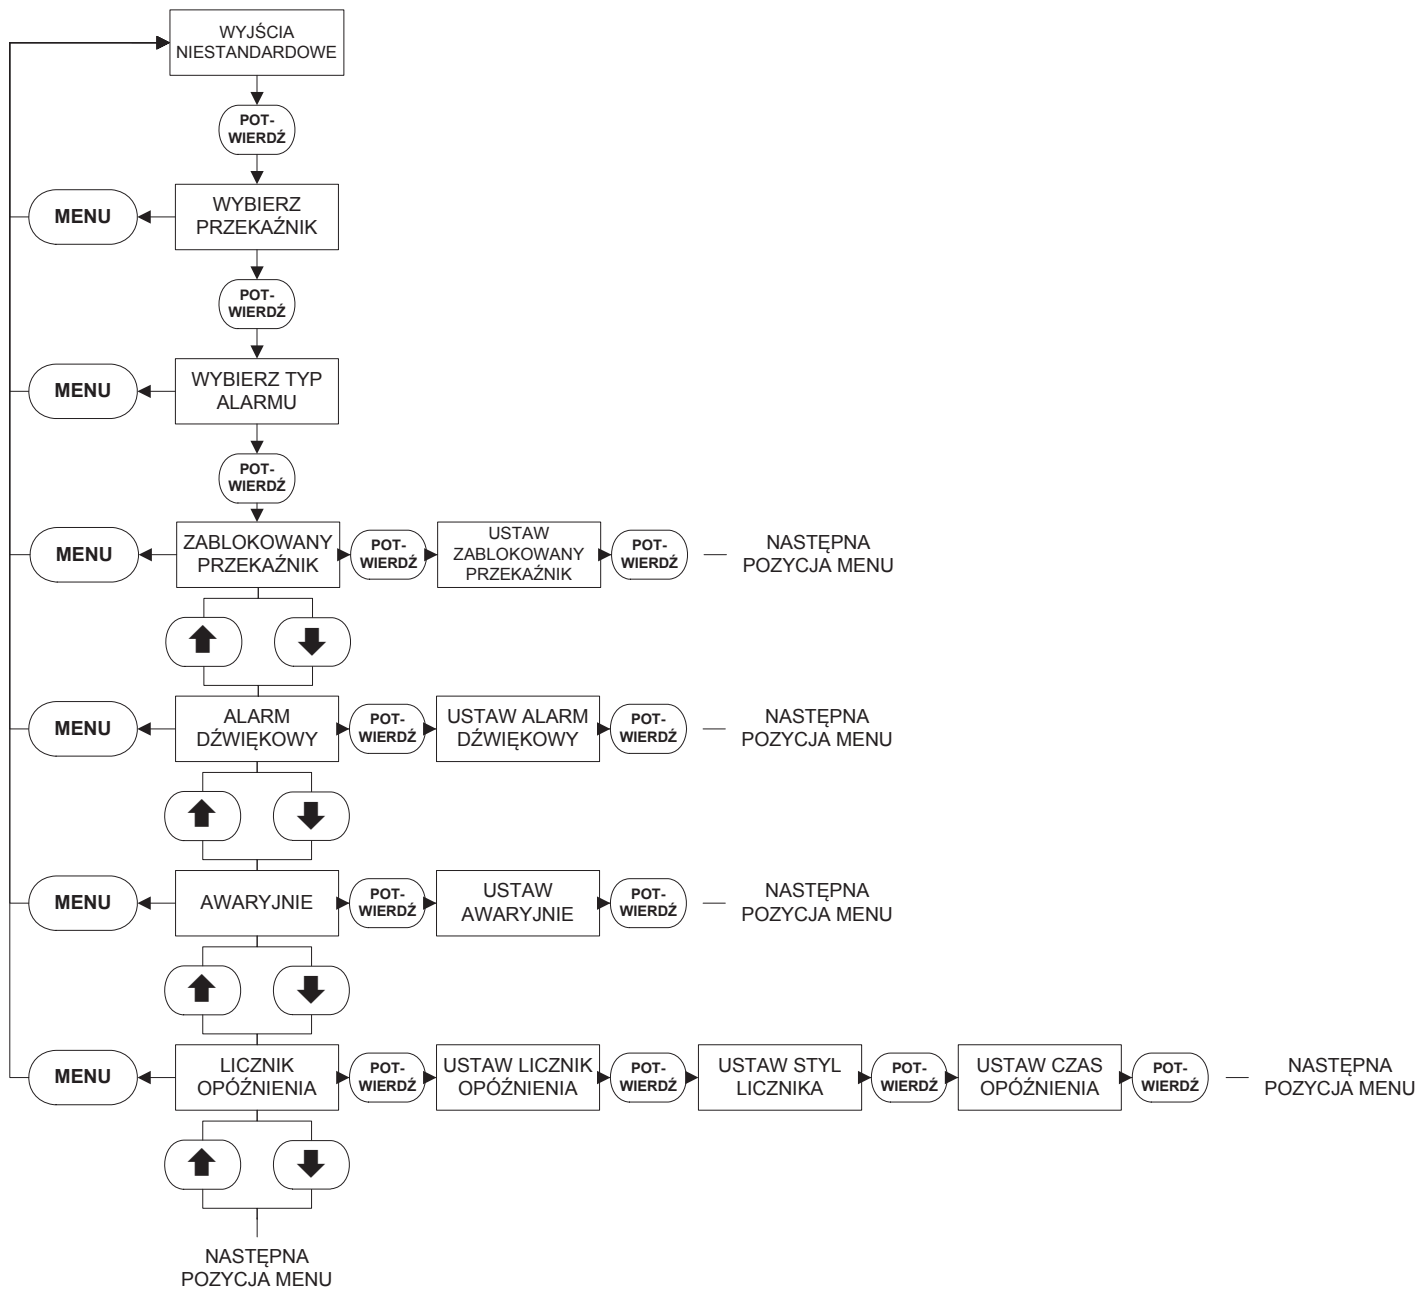 WYJŚCIA
NIESTANDARDOWE
POT-
WIERDŹ
MENU
WYBIERZ
PRZEKAŹNIK
POT-
WIERDŹ
MENU
WYBIERZ TYP
ALARMU
POT-
WIERDŹ
MENU
ZABLOKOWANY
PRZEKAŹNIK
POT-
WIERDŹ
USTAW
ZABLOKOWANY
PRZEKAŹNIK
POT-
WIERDŹ
NASTĘPNA
POZYCJA MENU
MENU
ALARM
DŹWIĘKOWY
POT-
WIERDŹ
USTAW ALARM
DŹWIĘKOWY
POT-
WIERDŹ
NASTĘPNA
POZYCJA MENU
MENU
AWARYJNIE
POT-
WIERDŹ
USTAW
AWARYJNIE
POT-
WIERDŹ
NASTĘPNA
POZYCJA MENU
MENU
LICZNIK
OPÓŹNIENIA
POT-
WIERDŹ
USTAW LICZNIK
OPÓŹNIENIA
POT-
WIERDŹ
USTAW STYL
LICZNIKA
POT-
WIERDŹ
USTAW CZAS
OPÓŹNIENIA
POT-
WIERDŹ
NASTĘPNA
POZYCJA MENU
NASTĘPNA
POZYCJA MENU